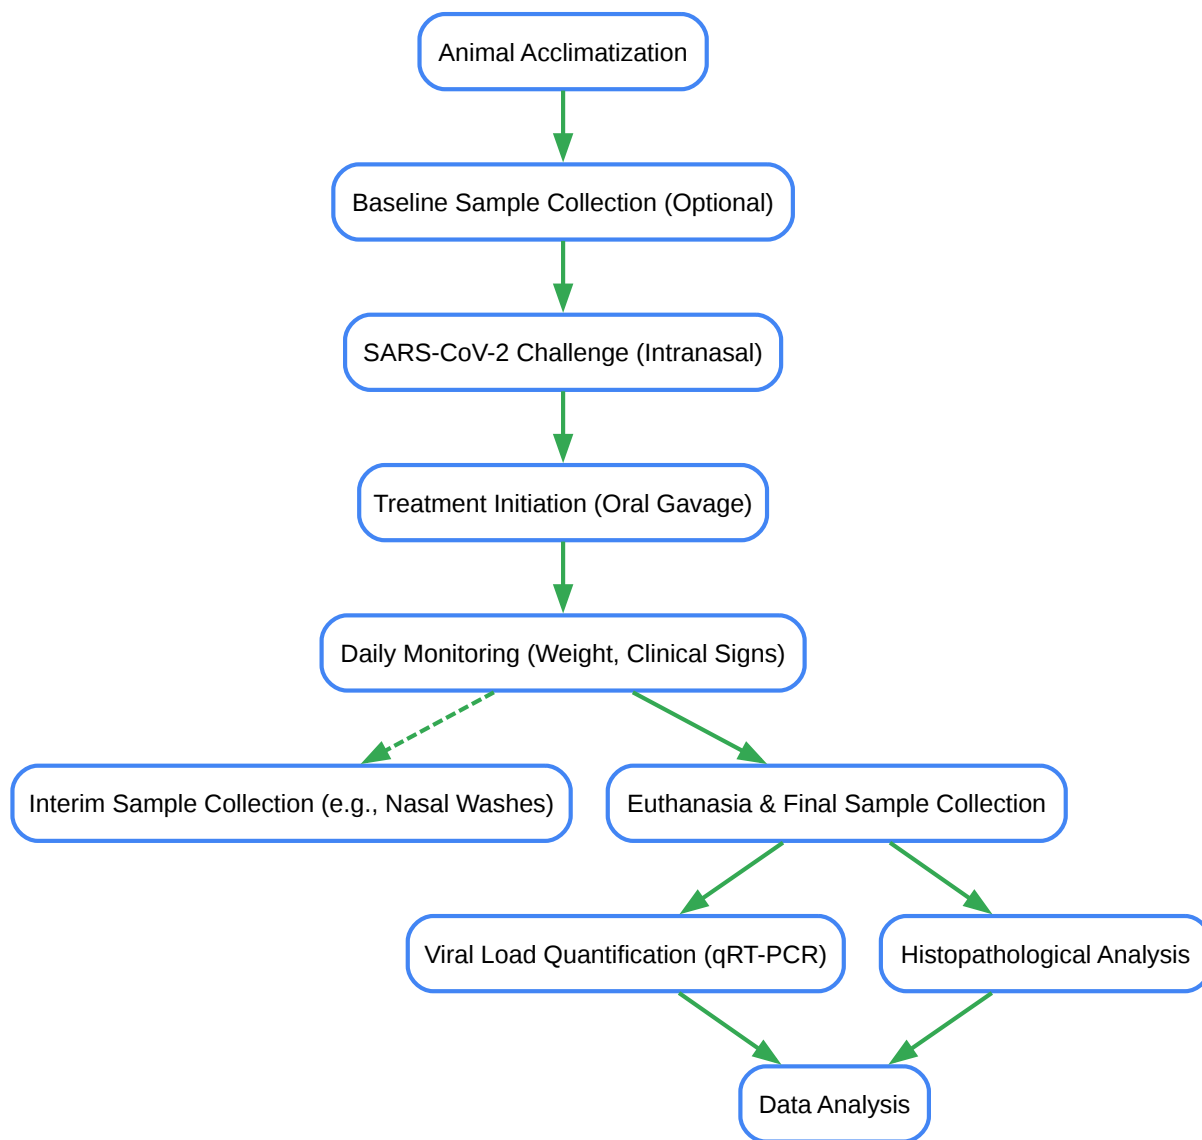 Animal Acclimatization
Baseline Sample Collection (Optional)
SARS-CoV-2 Challenge (Intranasal)
Treatment Initiation (Oral Gavage)
Daily Monitoring (Weight, Clinical Signs)
Interim Sample Collection (e.g., Nasal Washes)
Euthanasia & Final Sample Collection
Viral Load Quantification (qRT-PCR)
Histopathological Analysis
Data Analysis